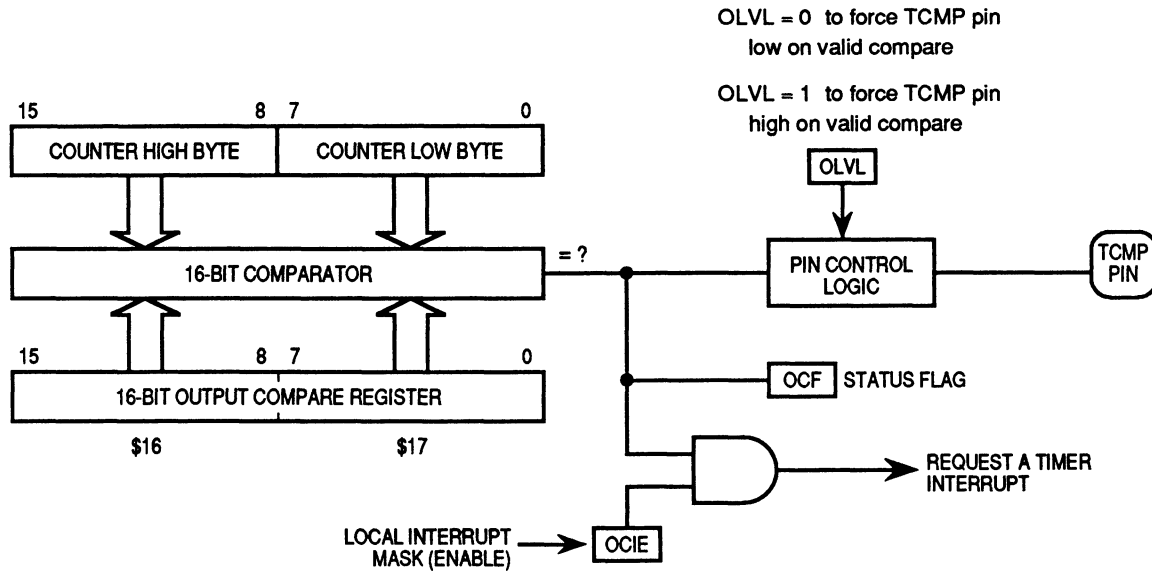 OLVL = 0 to force TCMP pin
low on valid compare
OLVL = 1 to force TCMP pin
high on valid compare
15 8 7 0
COUNTER HIGH BYTE COUNTER LOW BYTE
OLVL
16-BIT COMPARATOR
= ?
PIN CONTROL
LOGIC
TCMP
PIN
15 8 7 0
16-BIT OUTPUT COMPARE REGISTER
$16 $17
OCF STATUS FLAG
REQUEST A TIMER
INTERRUPT
LOCAL INTERRUPT
MASK (ENABLE)
OCIE